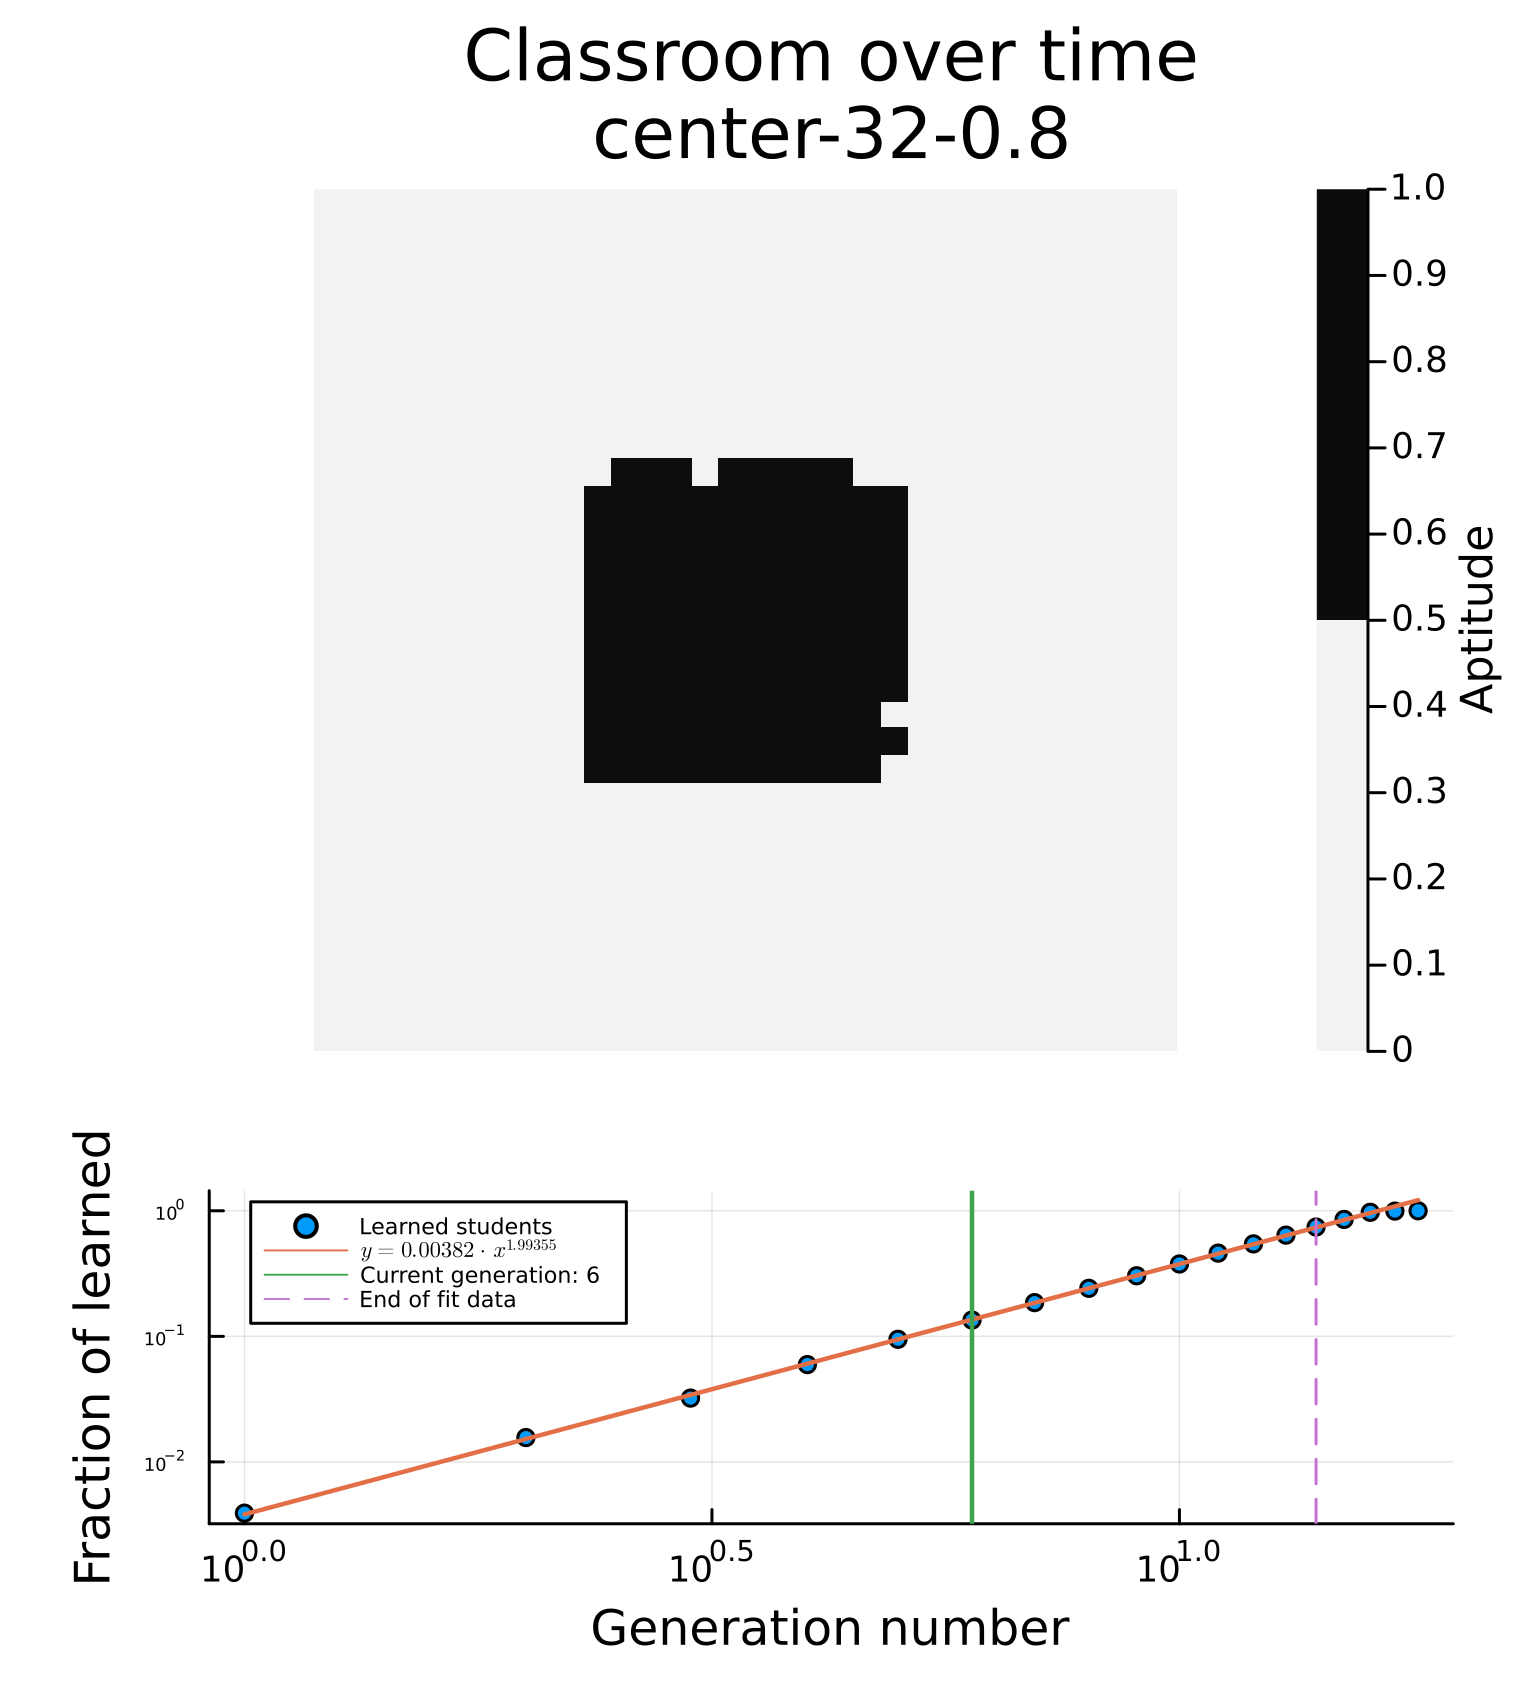 Classroom over time
center-32-0.8
1.0
0.9
0.8
0.7
0.6
0.5
0.4
0.3
0.2
0.1
0
Aptitude
Fraction of learned
10⁰
10⁻¹
10⁻²
Learned students
y = 0.00382 · x^1.99355
Current generation: 6
End of fit data
10^0.0
10^0.5
10^1.0
Generation number